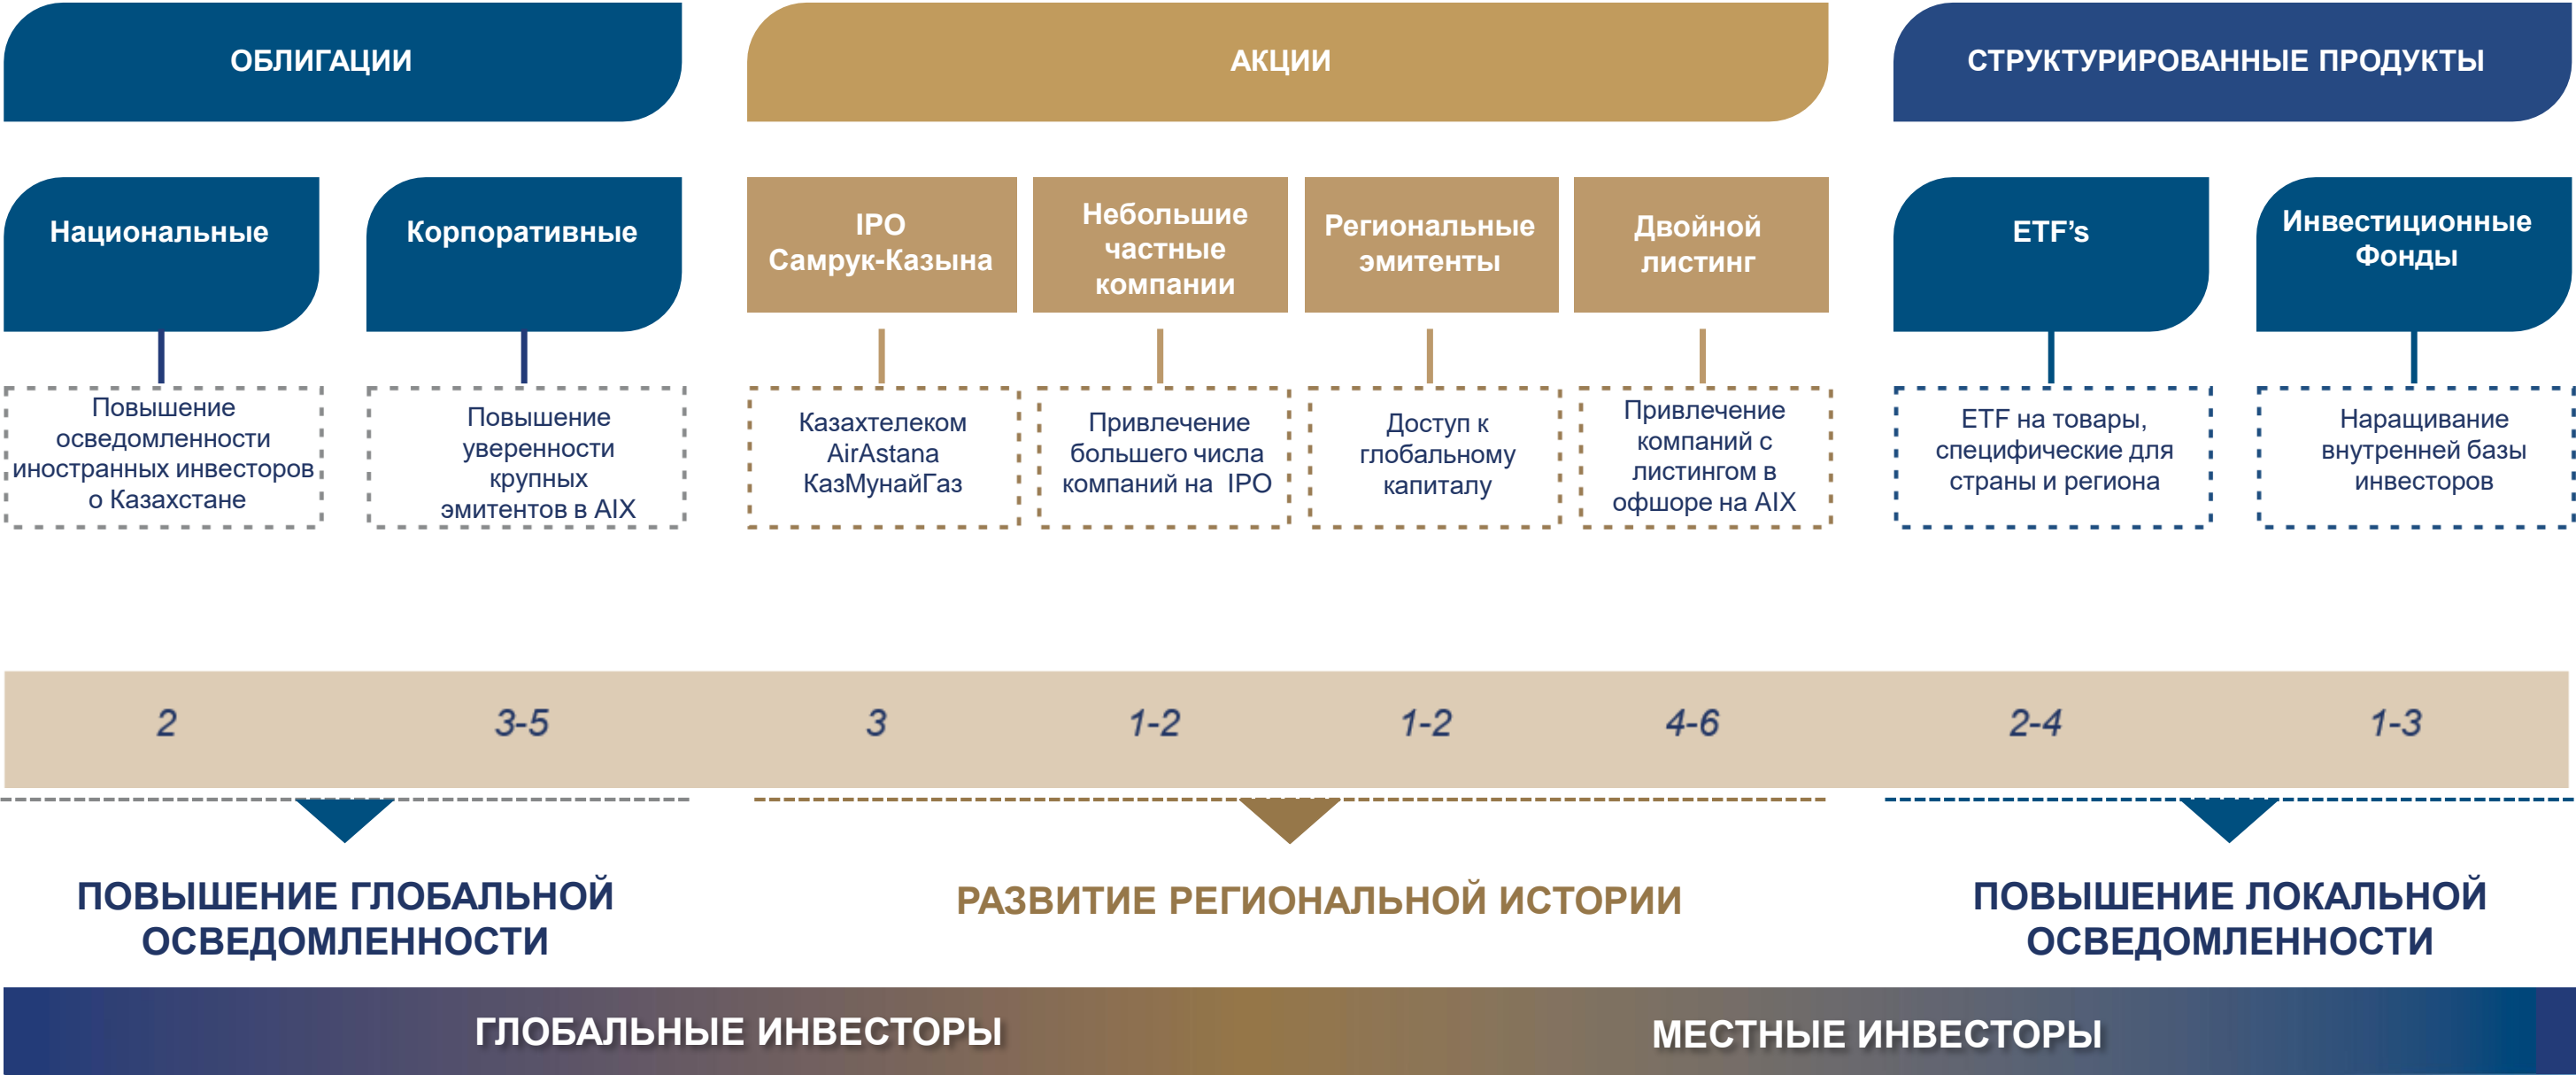 ОБЛИГАЦИИ
АКЦИИ
СТРУКТУРИРОВАННЫЕ ПРОДУКТЫ
Национальные
Корпоративные
IPO
Самрук-Казына
Небольшие
частные
компании
Региональные
эмитенты
Двойной
листинг
ETF’s
Инвестиционные
Фонды
Повышение
осведомленности
иностранных инвесторов
о Казахстане
Повышение
уверенности
крупных
эмитентов в AIX
Казахтелеком
AirAstana
КазМунайГаз
Привлечение
большего числа
компаний на IPO
Доступ к
глобальному
капиталу
Привлечение
компаний с
листингом в
офшоре на AIX
ETF на товары,
специфические для
страны и региона
Наращивание
внутренней базы
инвесторов
2
3-5
3
1-2
1-2
4-6
2-4
1-3
ПОВЫШЕНИЕ ГЛОБАЛЬНОЙ
ОСВЕДОМЛЕННОСТИ
РАЗВИТИЕ РЕГИОНАЛЬНОЙ ИСТОРИИ
ПОВЫШЕНИЕ ЛОКАЛЬНОЙ
ОСВЕДОМЛЕННОСТИ
ГЛОБАЛЬНЫЕ ИНВЕСТОРЫ
МЕСТНЫЕ ИНВЕСТОРЫ